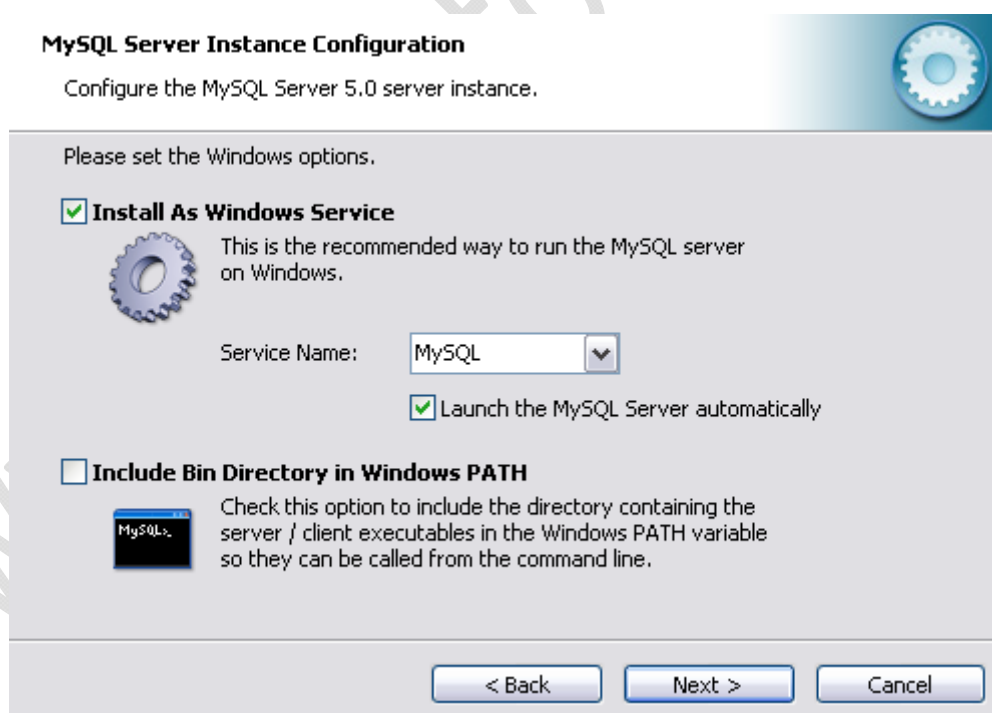 MySQL Server Instance Configuration
Configure the MySQL Server 5.0 server instance.
Please set the Windows options.
Install As Windows Service
This is the recommended way to run the MySQL server
on Windows.
Service Name: MySQL
Launch the MySQL Server automatically
Include Bin Directory in Windows PATH
MySQL>_
Check this option to include the directory containing the
server / client executables in the Windows PATH variable
so they can be called from the command line.
< Back Next > Cancel